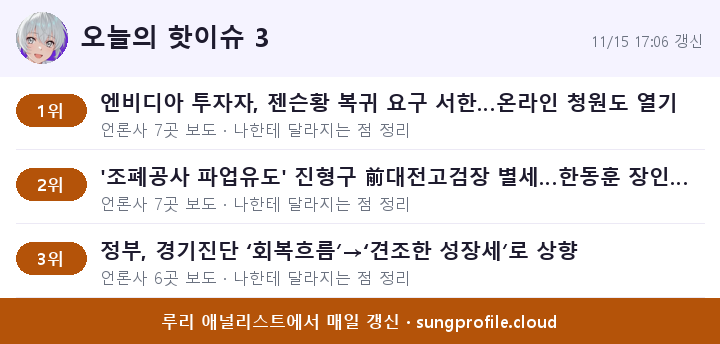 오늘의 핫이슈 3
11/15 17:06 갱신
1위
엔비디아 투자자, 젠슨황 복귀 요구 서한…온라인 청원도 열기
언론사 7곳 보도 · 나한테 달라지는 점 정리
2위
'조폐공사 파업유도' 진형구 前대전고검장 별세…한동훈 장인…
언론사 7곳 보도 · 나한테 달라지는 점 정리
3위
정부, 경기진단 ‘회복흐름’→‘견조한 성장세’로 상향
언론사 6곳 보도 · 나한테 달라지는 점 정리
루리 애널리스트에서 매일 갱신 · sungprofile.cloud